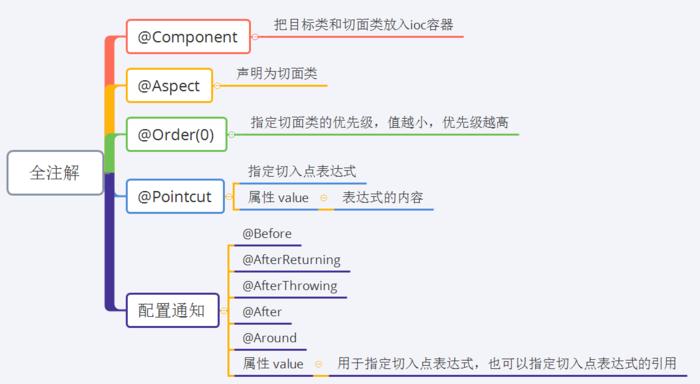 全注解
@Component
把目标类和切面类放入ioc容器
@Aspect
声明为切面类
@Order(0)
指定切面类的优先级，值越小，优先级越高
@Pointcut
指定切入点表达式
属性 value
表达式的内容
配置通知
@Before
@AfterReturning
@AfterThrowing
@After
@Around
属性 value
用于指定切入点表达式，也可以指定切入点表达式的引用